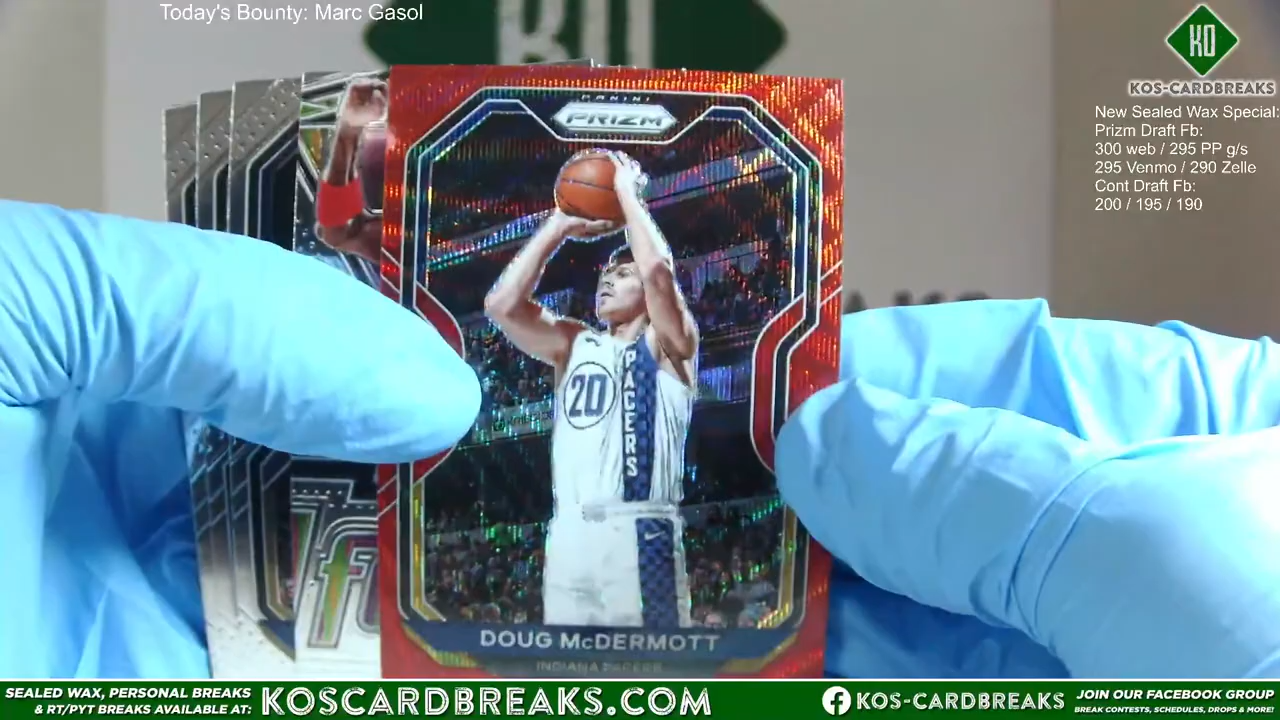 Today's Bounty: Marc Gasol
KO
KOS-CARDBREAKS
New Sealed Wax Special:
Prizm Draft Fb:
300 web / 295 PP g/s
295 Venmo / 290 Zelle
Cont Draft Fb:
200 / 195 / 190
PANINI
PRIZM
20
PACERS
DOUG McDERMOTT
INDIANA PACERS
SEALED WAX, PERSONAL BREAKS
& RT/PYT BREAKS AVAILABLE AT:
KOSCARDBREAKS.COM
KOS-CARDBREAKS
JOIN OUR FACEBOOK GROUP
BREAK CONTESTS, SCHEDULES, DROPS & MORE!